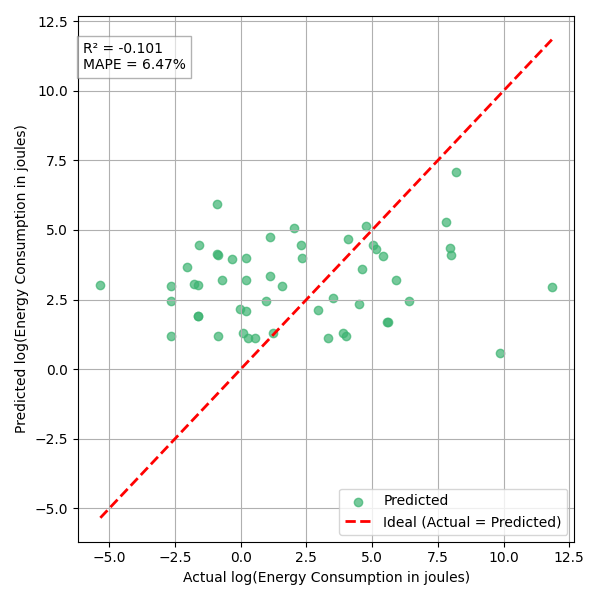 R² = -0.101
MAPE = 6.47%
12.5
10.0
7.5
5.0
2.5
0.0
−2.5
−5.0
Predicted log(Energy Consumption in joules)
Predicted
Ideal (Actual = Predicted)
−5.0 −2.5 0.0 2.5 5.0 7.5 10.0 12.5
Actual log(Energy Consumption in joules)